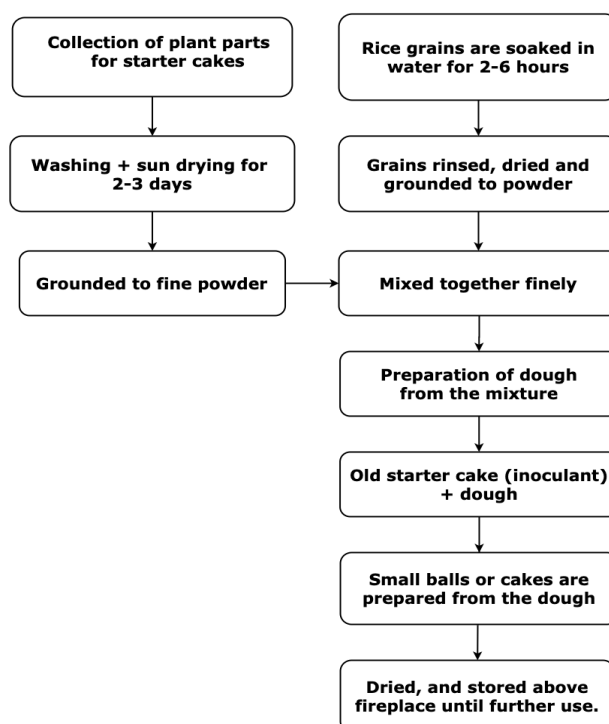 Collection of plant parts
for starter cakes
Washing + sun drying for
2-3 days
Grounded to fine powder
Rice grains are soaked in
water for 2-6 hours
Grains rinsed, dried and
grounded to powder
Mixed together finely
Preparation of dough
from the mixture
Old starter cake (inoculant)
+ dough
Small balls or cakes are
prepared from the dough
Dried, and stored above
fireplace until further use.